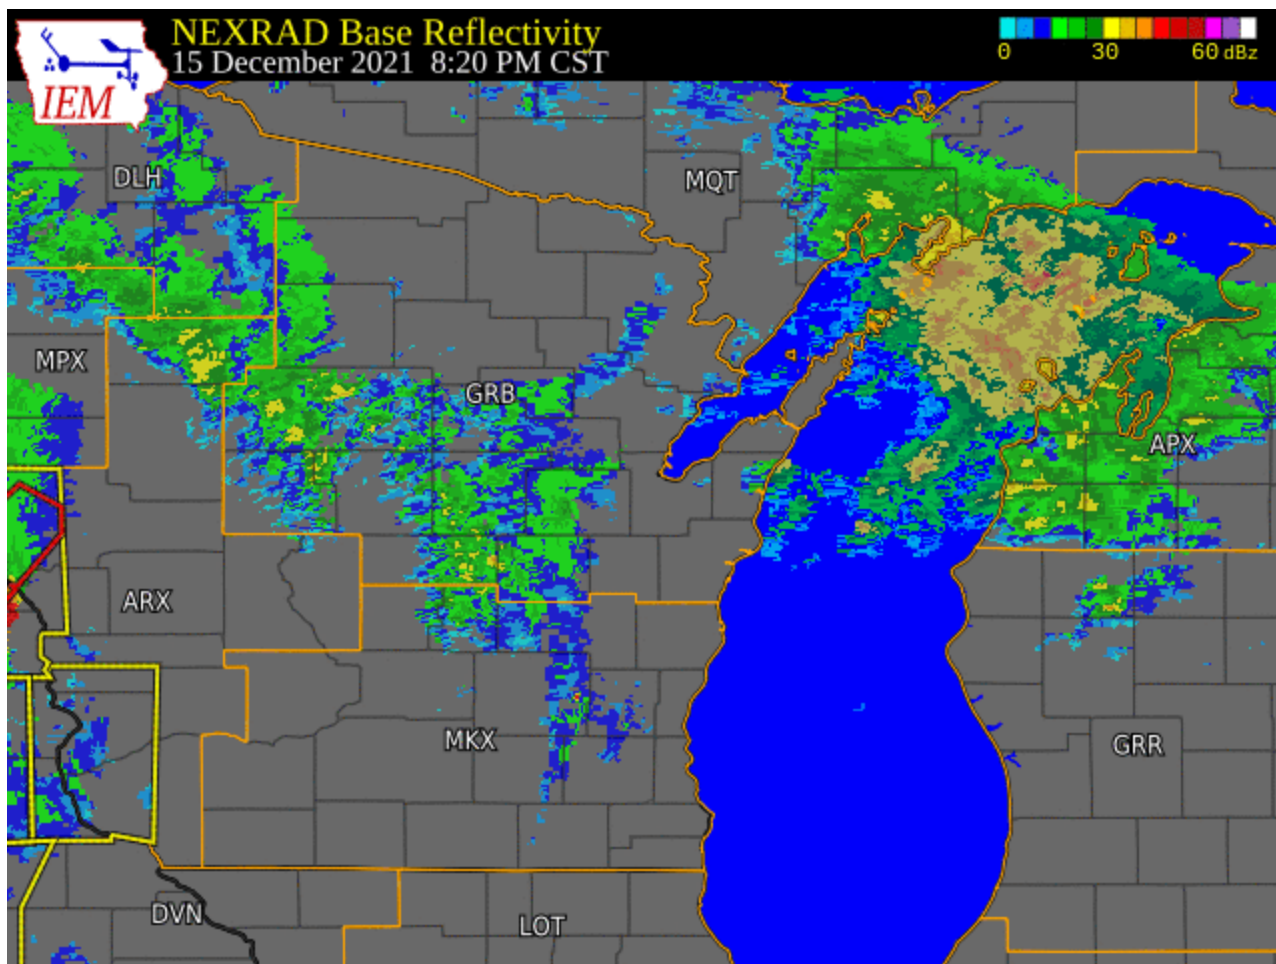 NEXRAD Base Reflectivity
15 December 2021 8:20 PM CST
IEM
0 30 60 dBz
DLH
MQT
MPX
GRB
APX
ARX
MKX
GRR
DVN
LOT